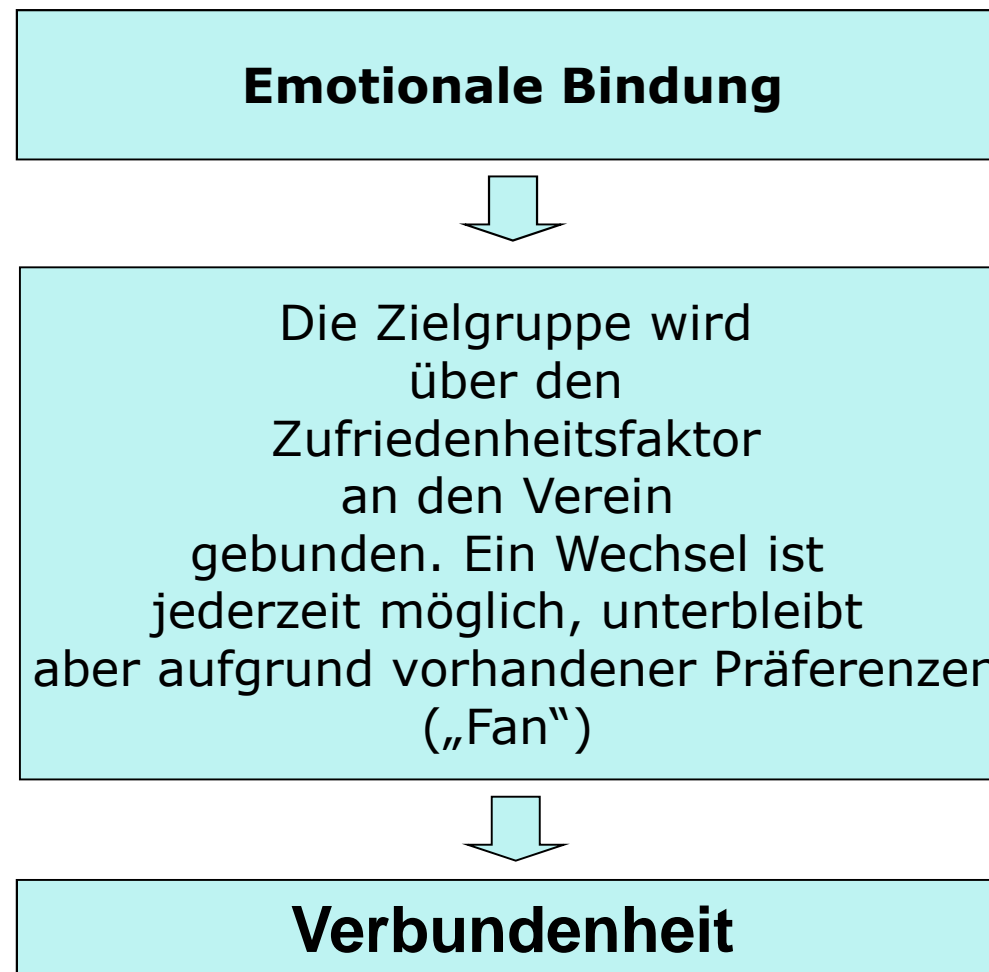 Emotionale Bindung
Die Zielgruppe wird
über den
Zufriedenheitsfaktor
an den Verein
gebunden. Ein Wechsel ist
jederzeit möglich, unterbleibt
aber aufgrund vorhandener Präferenzen
(„Fan“)
Verbundenheit